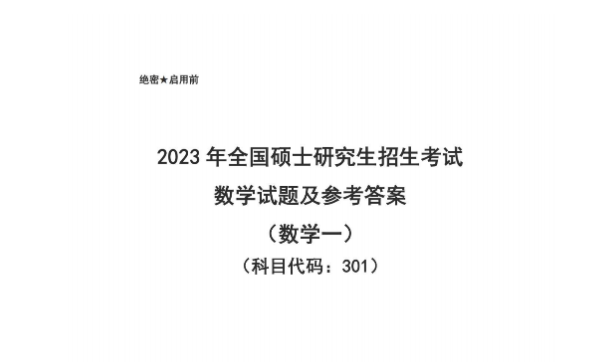 绝密★启用前
2023 年全国硕士研究生招生考试
数学试题及参考答案
（数学一）
（科目代码：301）